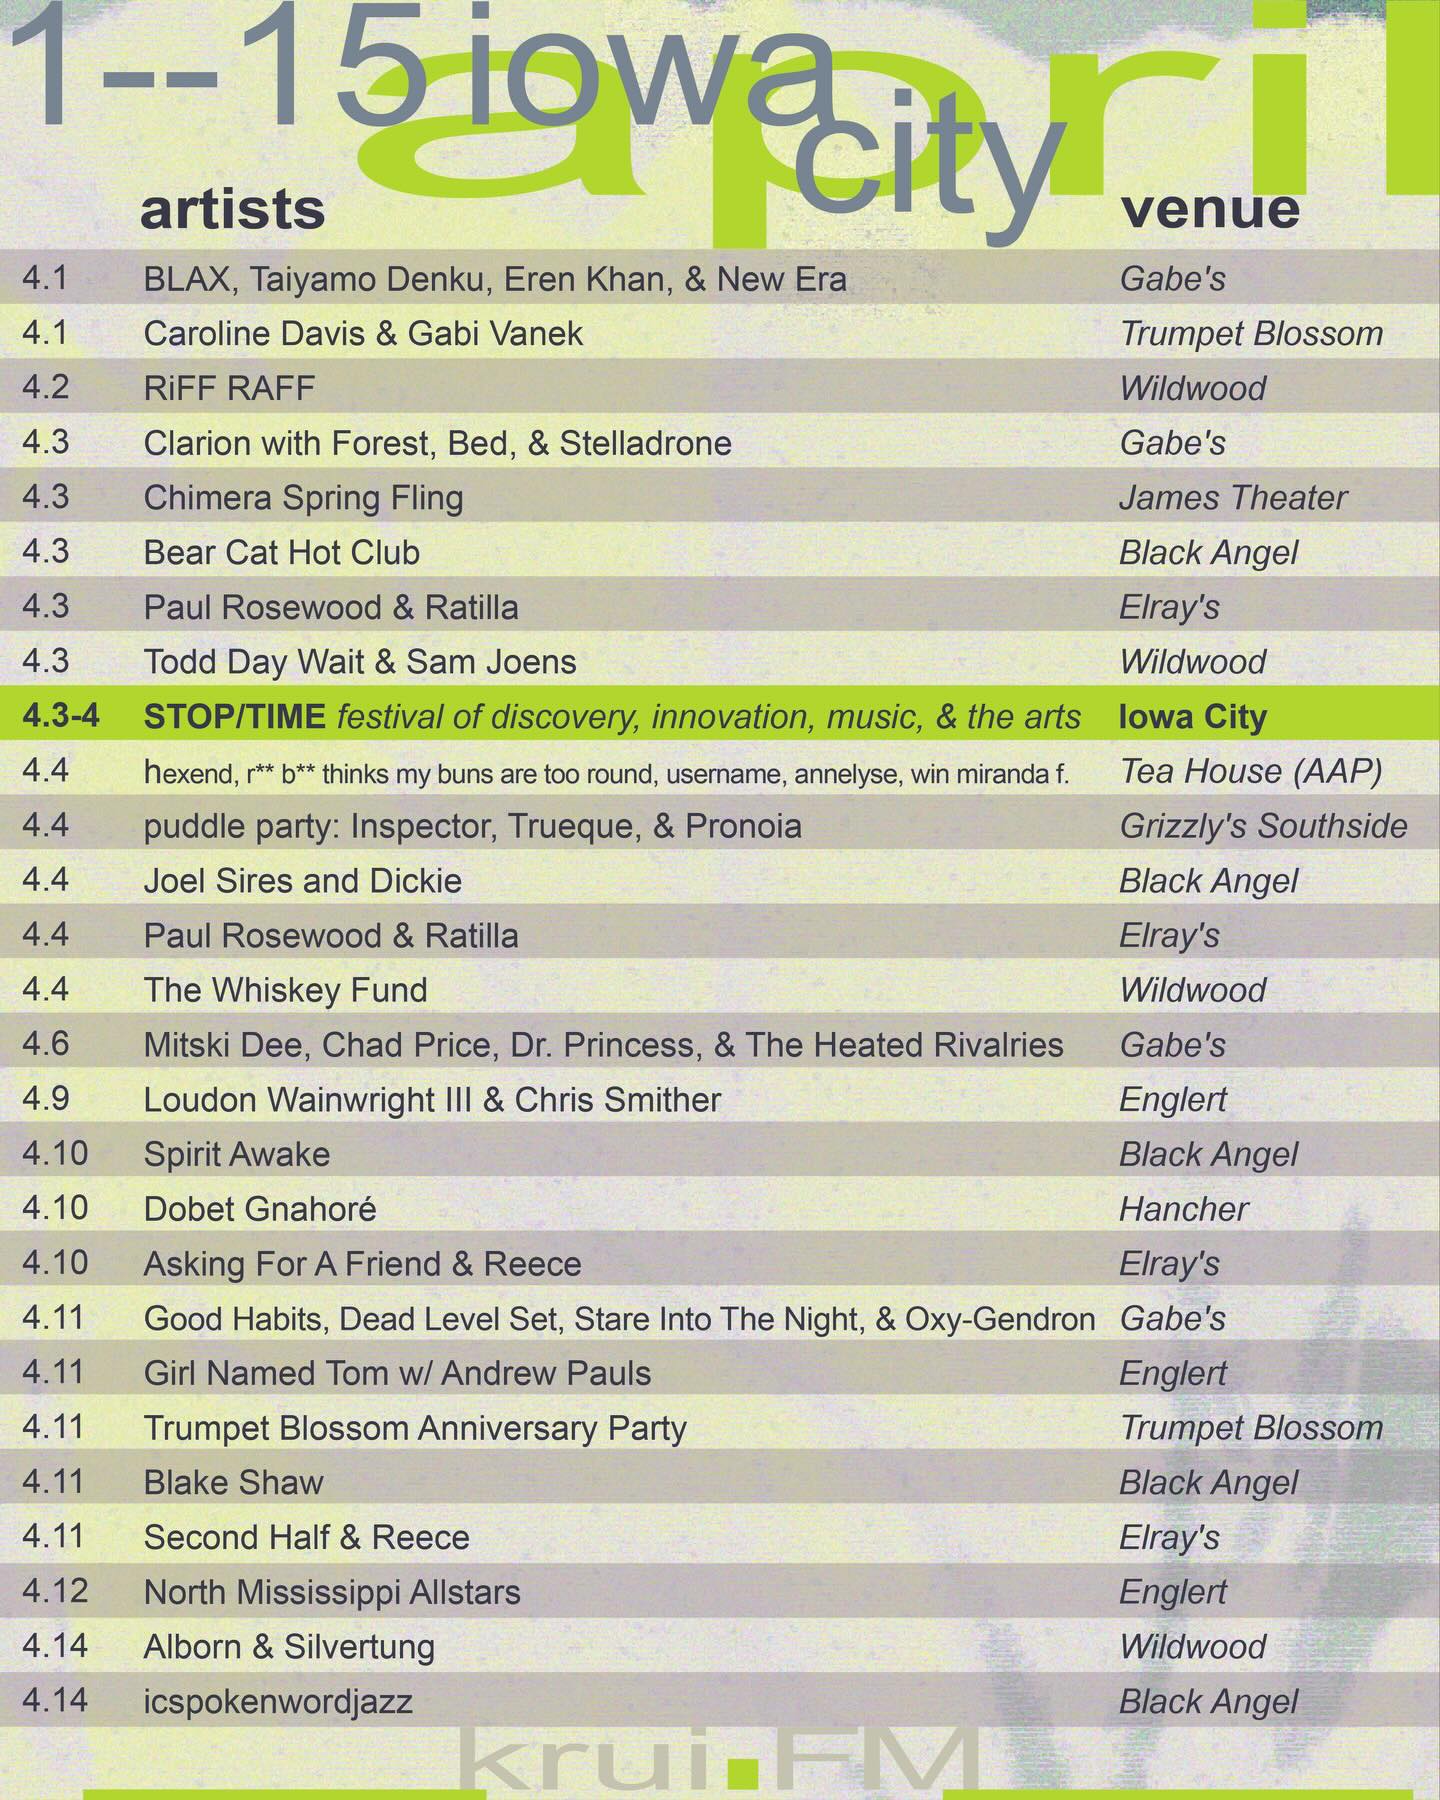 1--15 iowa city
april
artists venue
4.1 BLAX, Taiyamo Denku, Eren Khan, & New Era Gabe's
4.1 Caroline Davis & Gabi Vanek Trumpet Blossom
4.2 RiFF RAFF Wildwood
4.3 Clarion with Forest, Bed, & Stelladrone Gabe's
4.3 Chimera Spring Fling James Theater
4.3 Bear Cat Hot Club Black Angel
4.3 Paul Rosewood & Ratilla Elray's
4.3 Todd Day Wait & Sam Joens Wildwood
4.3-4 STOP/TIME festival of discovery, innovation, music, & the arts Iowa City
4.4 hexend, r** b** thinks my buns are too round, username, annelyse, win miranda f. Tea House (AAP)
4.4 puddle party: Inspector, Trueque, & Pronoia Grizzly's Southside
4.4 Joel Sires and Dickie Black Angel
4.4 Paul Rosewood & Ratilla Elray's
4.4 The Whiskey Fund Wildwood
4.6 Mitski Dee, Chad Price, Dr. Princess, & The Heated Rivalries Gabe's
4.9 Loudon Wainwright III & Chris Smither Englert
4.10 Spirit Awake Black Angel
4.10 Dobet Gnahoré Hancher
4.10 Asking For A Friend & Reece Elray's
4.11 Good Habits, Dead Level Set, Stare Into The Night, & Oxy-Gendron Gabe's
4.11 Girl Named Tom w/ Andrew Pauls Englert
4.11 Trumpet Blossom Anniversary Party Trumpet Blossom
4.11 Blake Shaw Black Angel
4.11 Second Half & Reece Elray's
4.12 North Mississippi Allstars Englert
4.14 Alborn & Silvertung Wildwood
4.14 icspokenwordjazz Black Angel
krui.FM